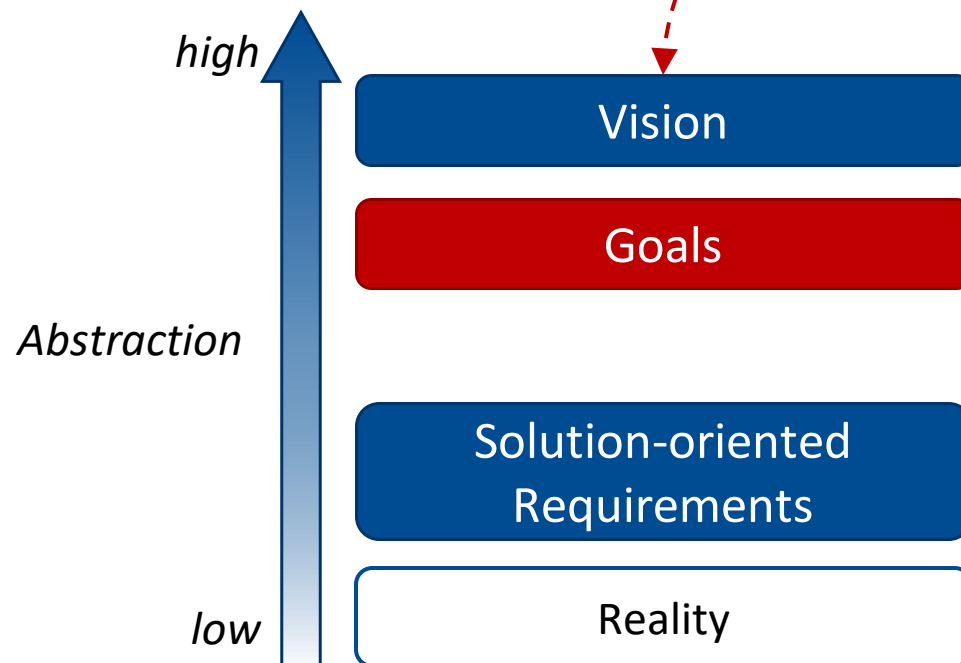 high
Vision
Goals
Abstraction
Solution-oriented
Requirements
Reality
low